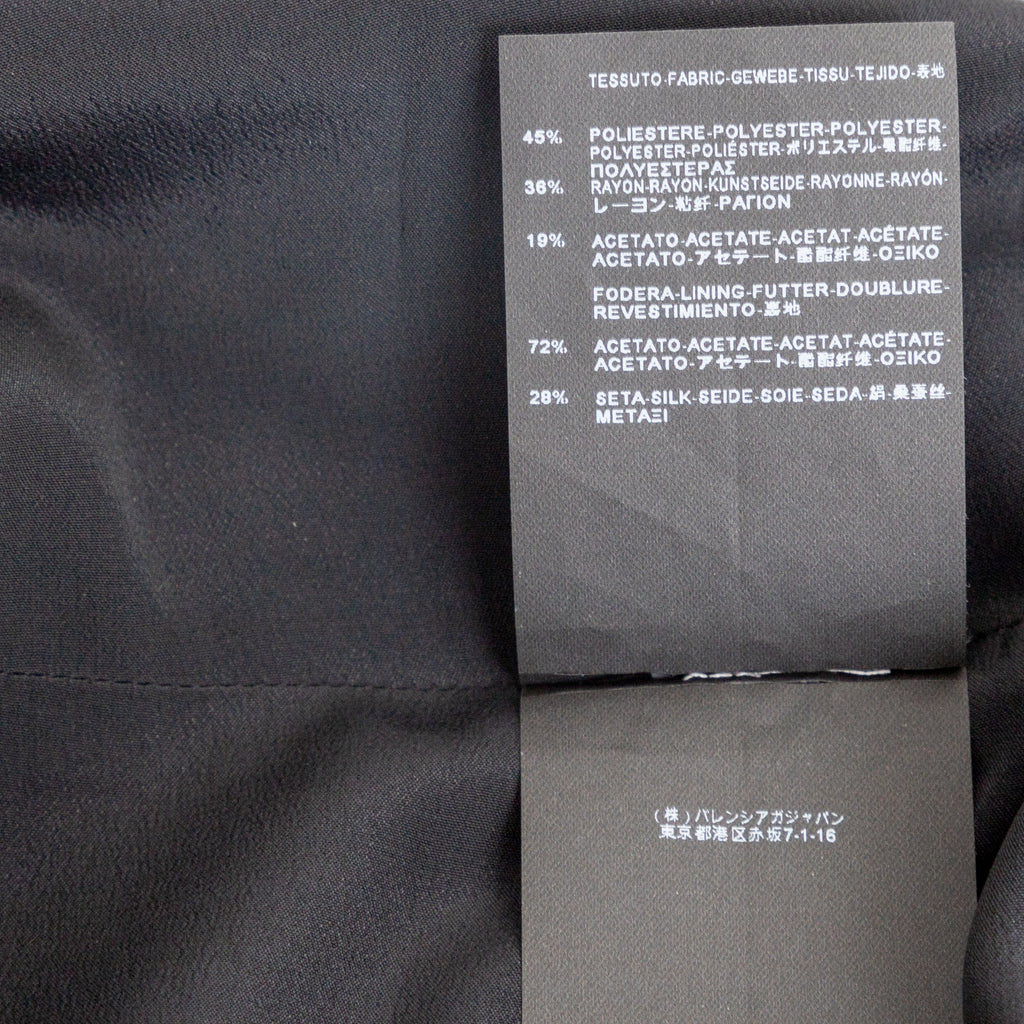 TESSUTO-FABRIC-GEWEBE-TISSU-TEJIDO-表地
45% POLIESTERE-POLYESTER-POLYESTER-
POLYESTER-POLIÉSTER-ポリエステル-聚酯纤维-
ΠΟΛΥΕΣΤΕΡΑΣ
36% RAYON-RAYON-KUNSTSEIDE-RAYONNE-RAYÓN-
レーヨン-粘纤-ΡΑΓΙΟΝ
19% ACETATO-ACETATE-ACETAT-ACÉTATE-
ACETATO-アセテート-醋酯纤维-ΟΞΙΚΟ
FODERA-LINING-FUTTER-DOUBLURE-
REVESTIMIENTO-裏地
72% ACETATO-ACETATE-ACETAT-ACÉTATE-
ACETATO-アセテート-醋酯纤维-ΟΞΙΚΟ
28% SETA-SILK-SEIDE-SOIE-SEDA-絹-桑蚕丝-
ΜΕΤΑΞΙ
(株)バレンシアガジャパン
東京都港区赤坂7-1-16